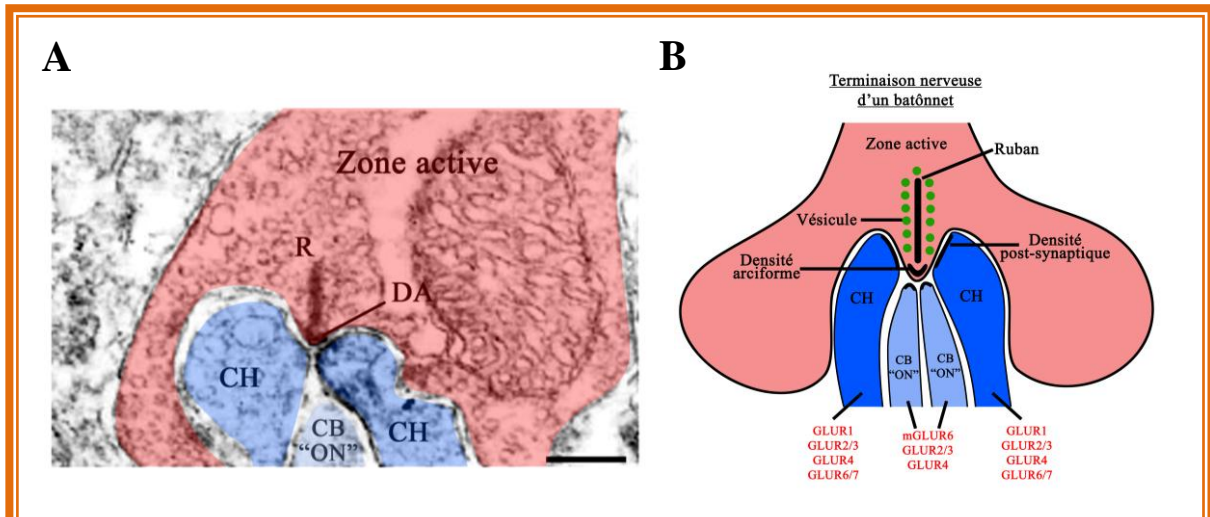 A
Zone active
R
DA
CH
CB
“ON”
CH
B
Terminaison nerveuse
d'un batônnet
Zone active
Ruban
Vésicule
Densité
arciforme
Densité
post-synaptique
CH
CH
CB
“ON”
CB
“ON”
GLUR1
GLUR2/3
GLUR4
GLUR6/7
mGLUR6
GLUR2/3
GLUR4
GLUR1
GLUR2/3
GLUR4
GLUR6/7